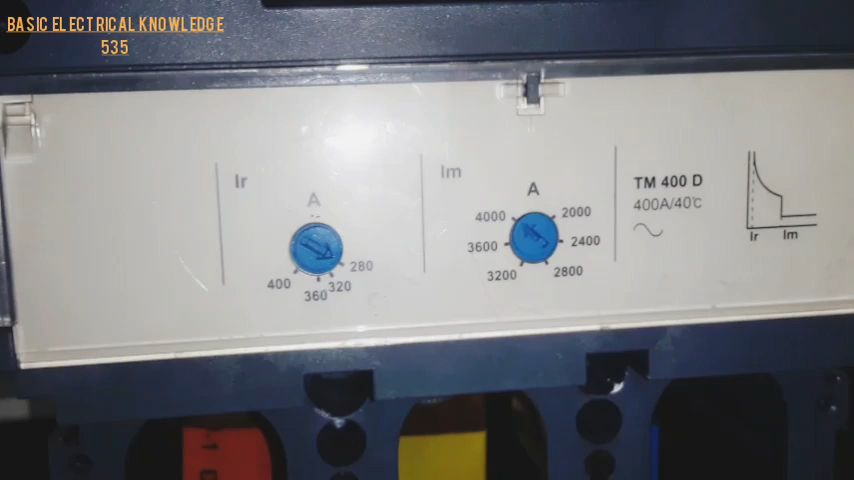 BASIC ELECTRICAL KNOWLEDGE
535
Ir
A
280
320
360
400
Im
A
2000
2400
2800
3200
3600
4000
TM 400 D
400A/40℃
Ir Im